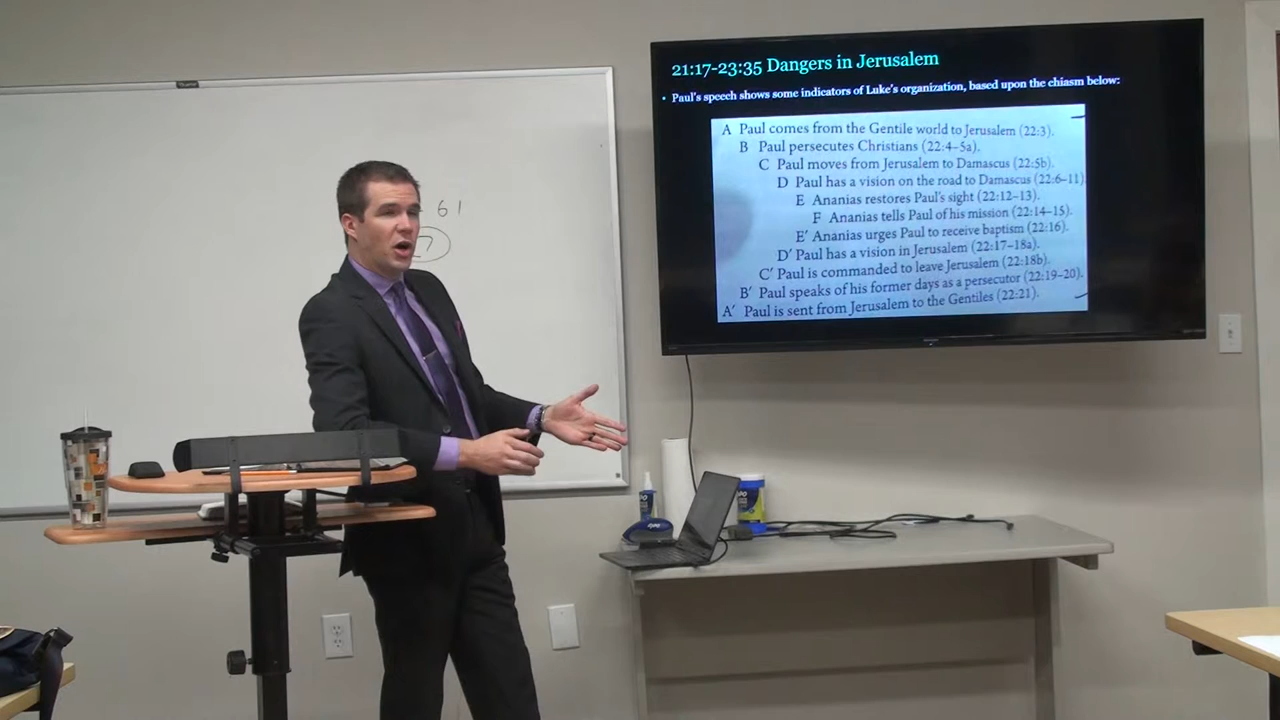 21:17-23:35 Dangers in Jerusalem
• Paul's speech shows some indicators of Luke's organization, based upon the chiasm below:
A Paul comes from the Gentile world to Jerusalem (22:3).
B Paul persecutes Christians (22:4–5a).
C Paul moves from Jerusalem to Damascus (22:5b).
D Paul has a vision on the road to Damascus (22:6–11)
E Ananias restores Paul's sight (22:12–13).
F Ananias tells Paul of his mission (22:14–15).
E′ Ananias urges Paul to receive baptism (22:16).
D′ Paul has a vision in Jerusalem (22:17–18a).
C′ Paul is commanded to leave Jerusalem (22:18b).
B′ Paul speaks of his former days as a persecutor (22:19–20).
A′ Paul is sent from Jerusalem to the Gentiles (22:21).
61